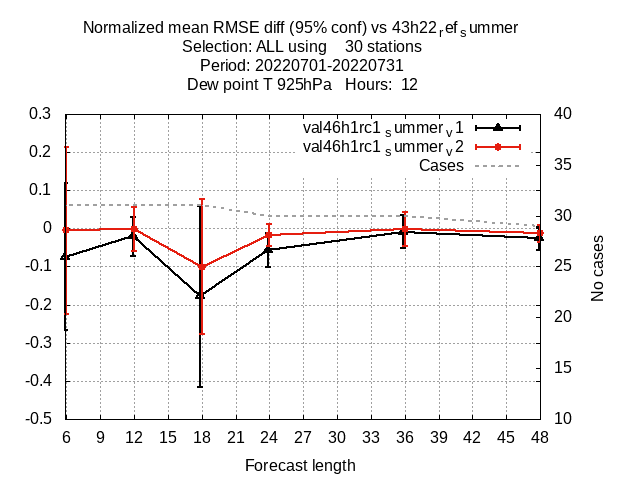 Normalized mean RMSE diff (95% conf) vs 43h22refsummer
Selection: ALL using 30 stations
Period: 20220701-20220731
Dew point T 925hPa Hours: 12
val46h1rc1summerv1
val46h1rc1summerv2
Cases
0.3
0.2
0.1
0
-0.1
-0.2
-0.3
-0.4
-0.5
40
35
30
25
20
15
10
No cases
6 9 12 15 18 21 24 27 30 33 36 39 42 45 48
Forecast length